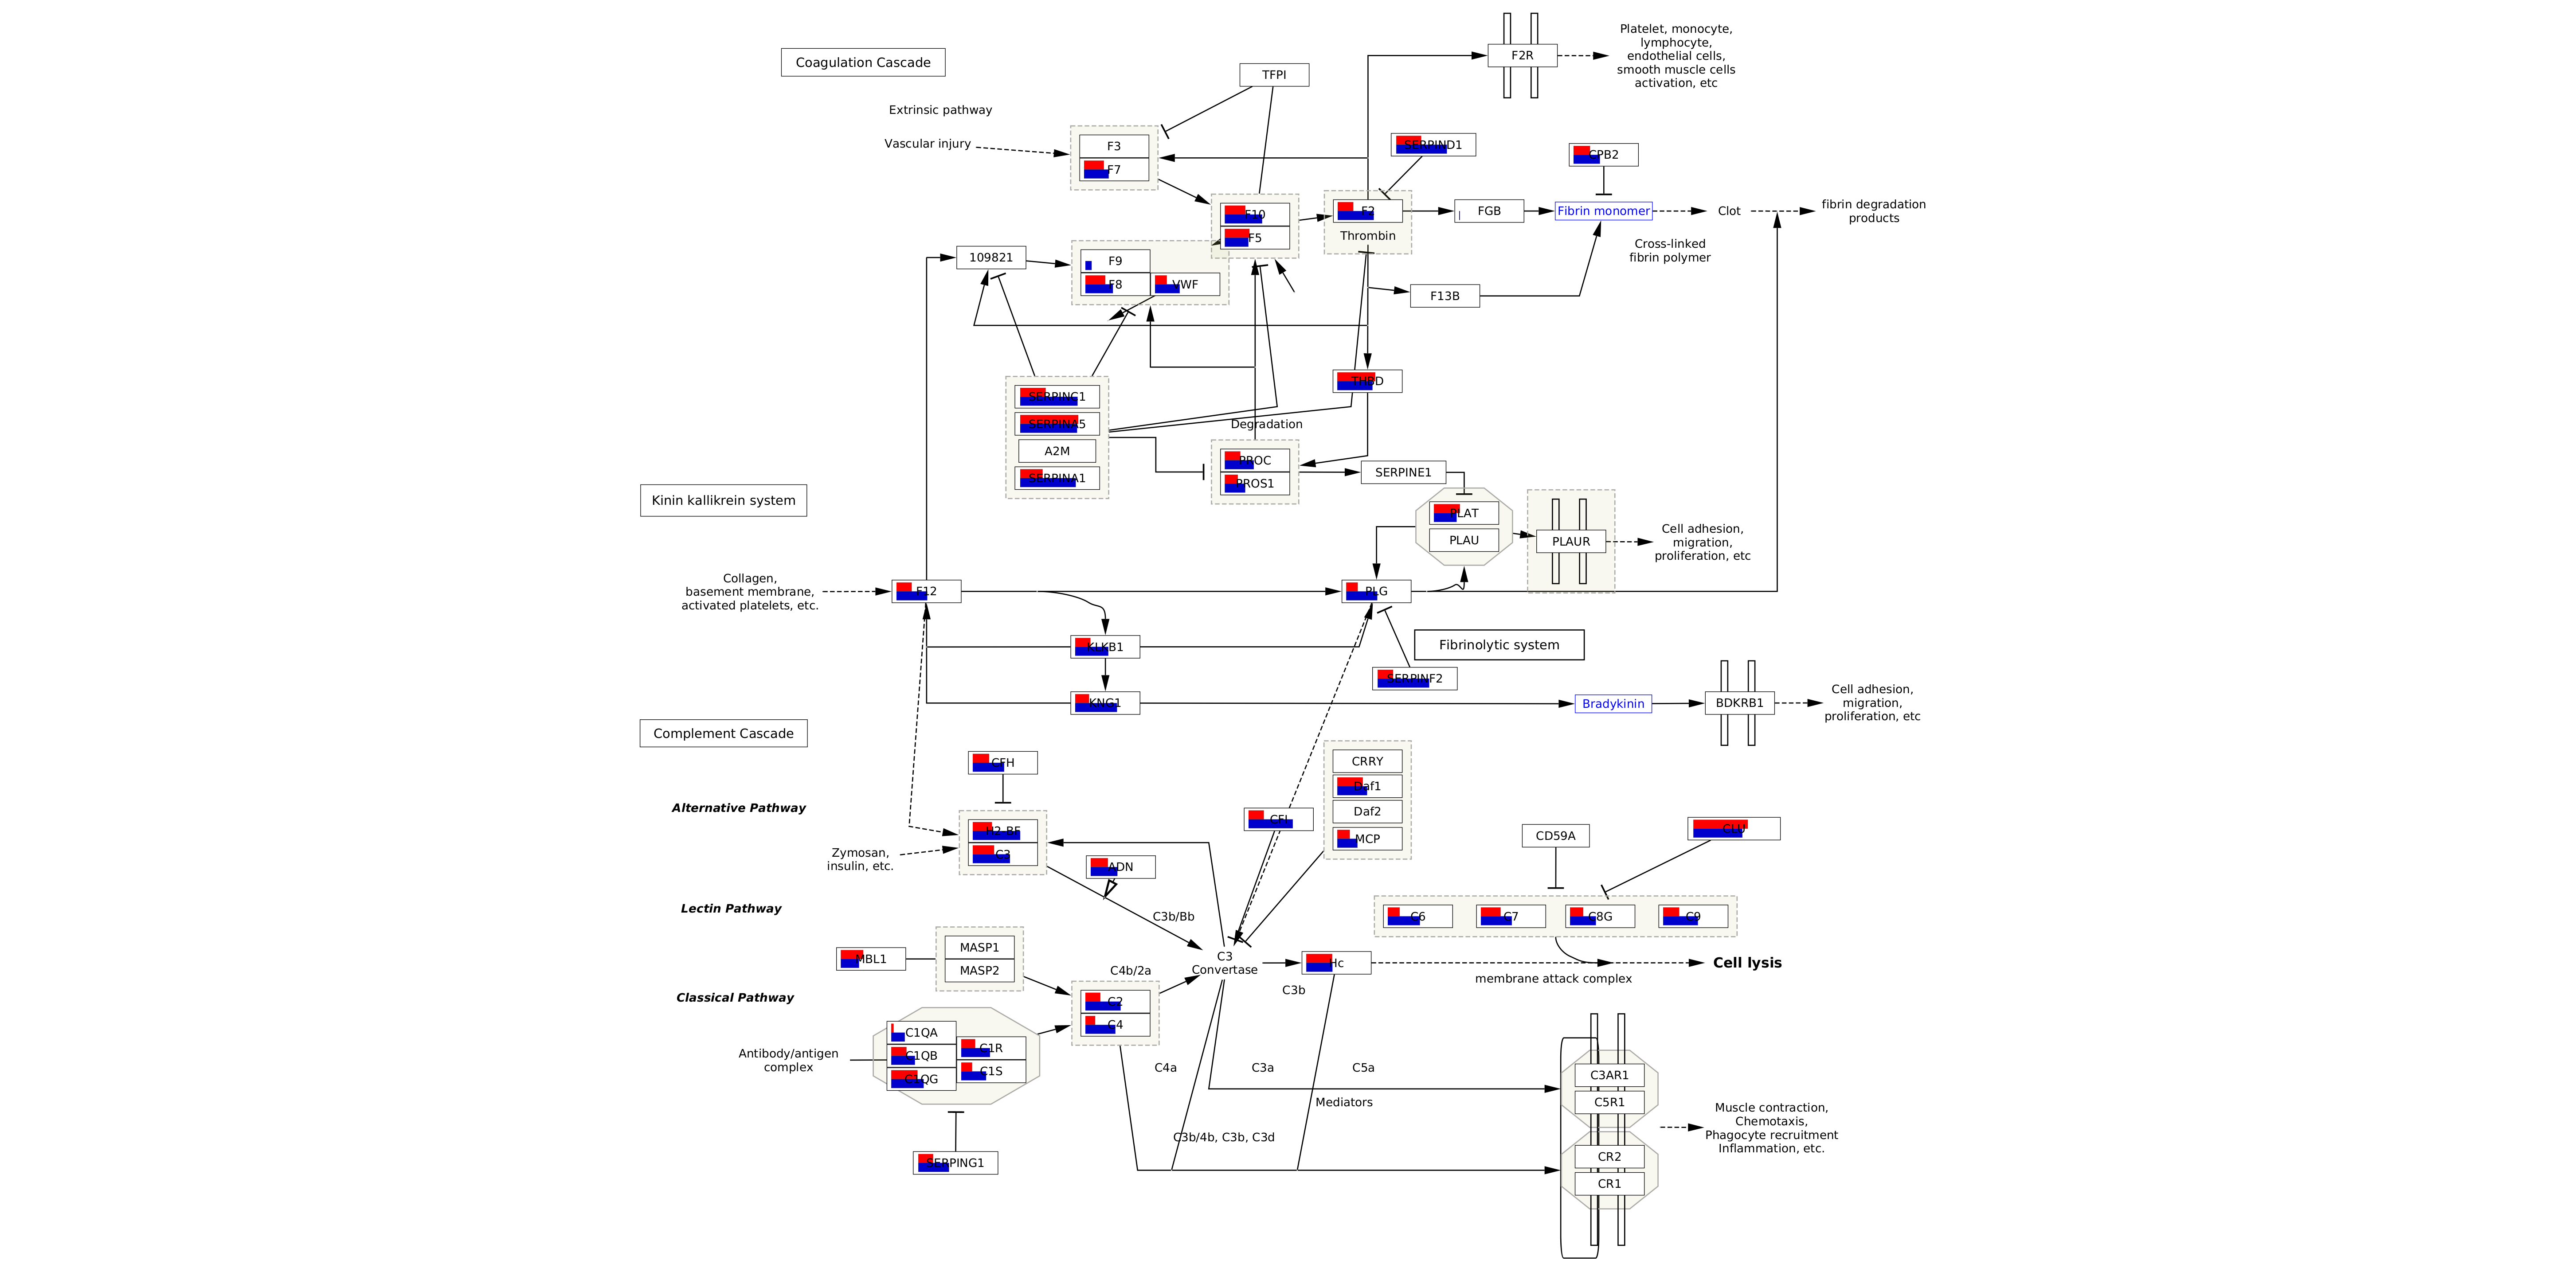 Coagulation Cascade
TFPI
F2R
Platelet, monocyte,
lymphocyte,
endothelial cells,
smooth muscle cells
activation, etc
Extrinsic pathway
Vascular injury
F3
F7
SERPIND1
CPB2
F10
F5
F2
Thrombin
FGB
Fibrin monomer
Clot
fibrin degradation
products
Cross-linked
fibrin polymer
109821
F9
F8
VWF
F13B
THBD
SERPINC1
SERPINA5
A2M
SERPINA1
Degradation
PROC
PROS1
SERPINE1
Kinin kallikrein system
PLAT
PLAU
PLAUR
Cell adhesion,
migration,
proliferation, etc
Collagen,
basement membrane,
activated platelets, etc.
F12
PLG
KLKB1
Fibrinolytic system
SERPINF2
KNG1
Bradykinin
BDKRB1
Cell adhesion,
migration,
proliferation, etc
Complement Cascade
CFH
CRRY
Daf1
Daf2
MCP
Alternative Pathway
CFI
H2-BF
C3
Zymosan,
insulin, etc.
ADN
CD59A
CLU
Lectin Pathway
C3b/Bb
C6
C7
C8G
C9
MASP1
MASP2
MBL1
C4b/2a
C3
Convertase
Hc
C3b
membrane attack complex
Cell lysis
Classical Pathway
C2
C4
C1QA
C1QB
C1QG
C1R
C1S
Antibody/antigen
complex
C4a
C3a
C5a
Mediators
C3AR1
C5R1
Muscle contraction,
Chemotaxis,
Phagocyte recruitment
Inflammation, etc.
C3b/4b, C3b, C3d
SERPING1
CR2
CR1